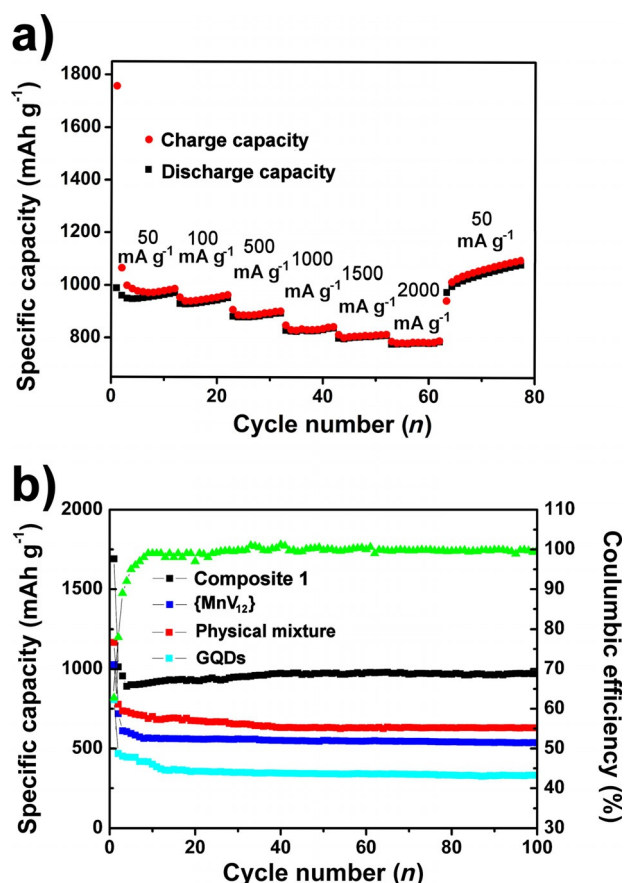 a)
Specific capacity (mAh g⁻¹)
1800
1600
1400
1200
1000
800
Charge capacity
Discharge capacity
50
mA g⁻¹
100
mA g⁻¹
500
mA g⁻¹
1000
mA g⁻¹
1500
mA g⁻¹
2000
mA g⁻¹
50
mA g⁻¹
0 20 40 60 80
Cycle number (n)
b)
Specific capacity (mAh g⁻¹)
2000
1500
1000
500
0
Composite 1
{MnV₁₂}
Physical mixture
GQDs
110
100
90
80
70
60
50
40
30
Coulumbic efficiency
(%)
0 20 40 60 80 100
Cycle number (n)